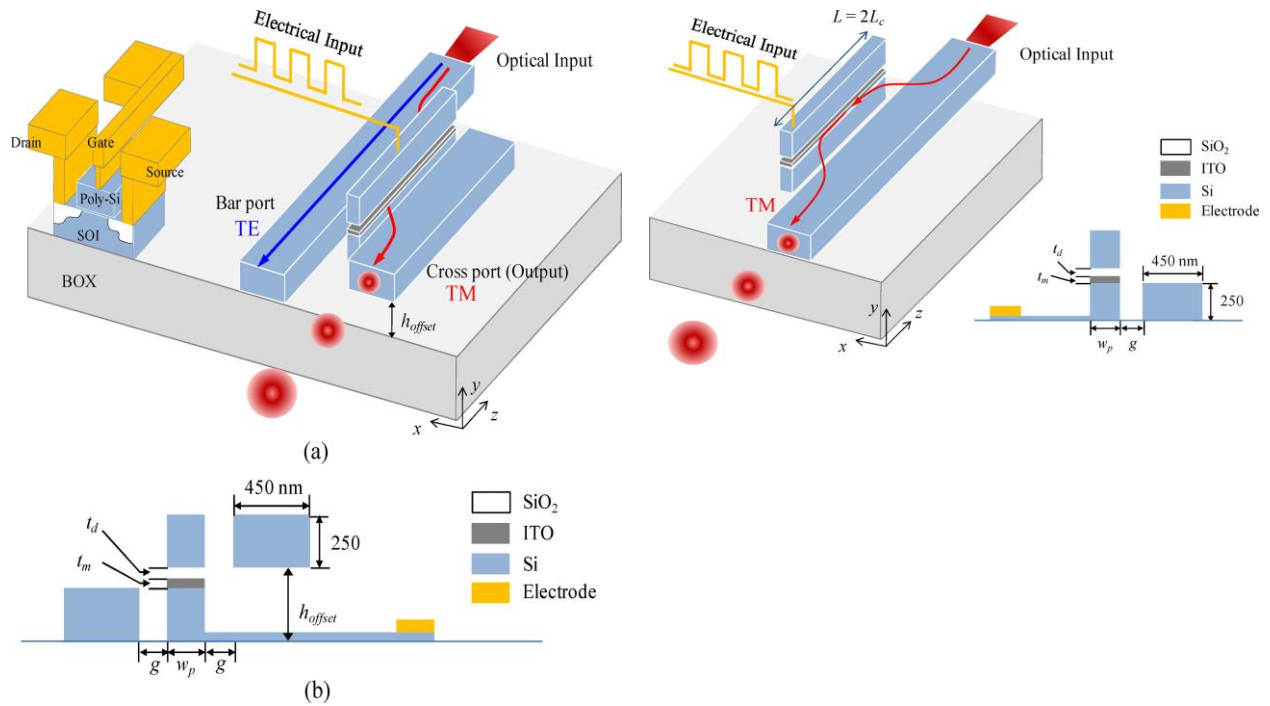 Electrical Input
Optical Input
Drain
Gate
Source
Poly-Si
SOI
BOX
Bar port
TE
Cross port (Output)
TM
h_offset
y
x
z
(a)
450 nm
t_d
t_m
250
h_offset
g
w_p
g
SiO₂
ITO
Si
Electrode
(b)
L = 2L_c
Electrical Input
Optical Input
TM
y
x
z
SiO₂
ITO
Si
Electrode
t_d
t_m
450 nm
250
w_p
g